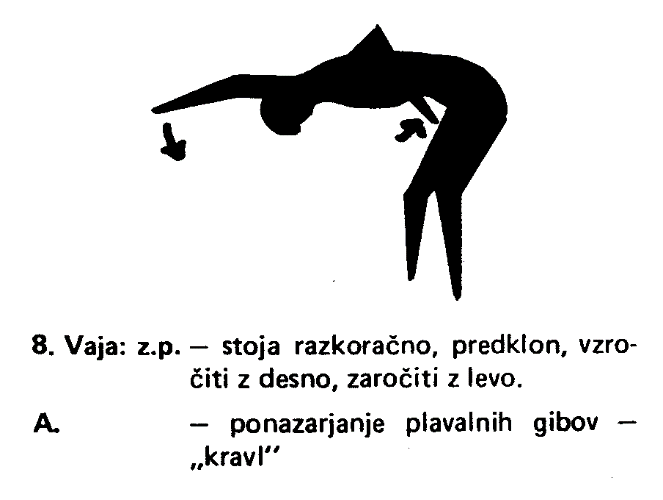 8. Vaja: z.p. — stoja razkoračno, predklon, vzro-
čiti z desno, zaročiti z levo.
A. — ponazarjanje plavalnih gibov —
„kravl‟